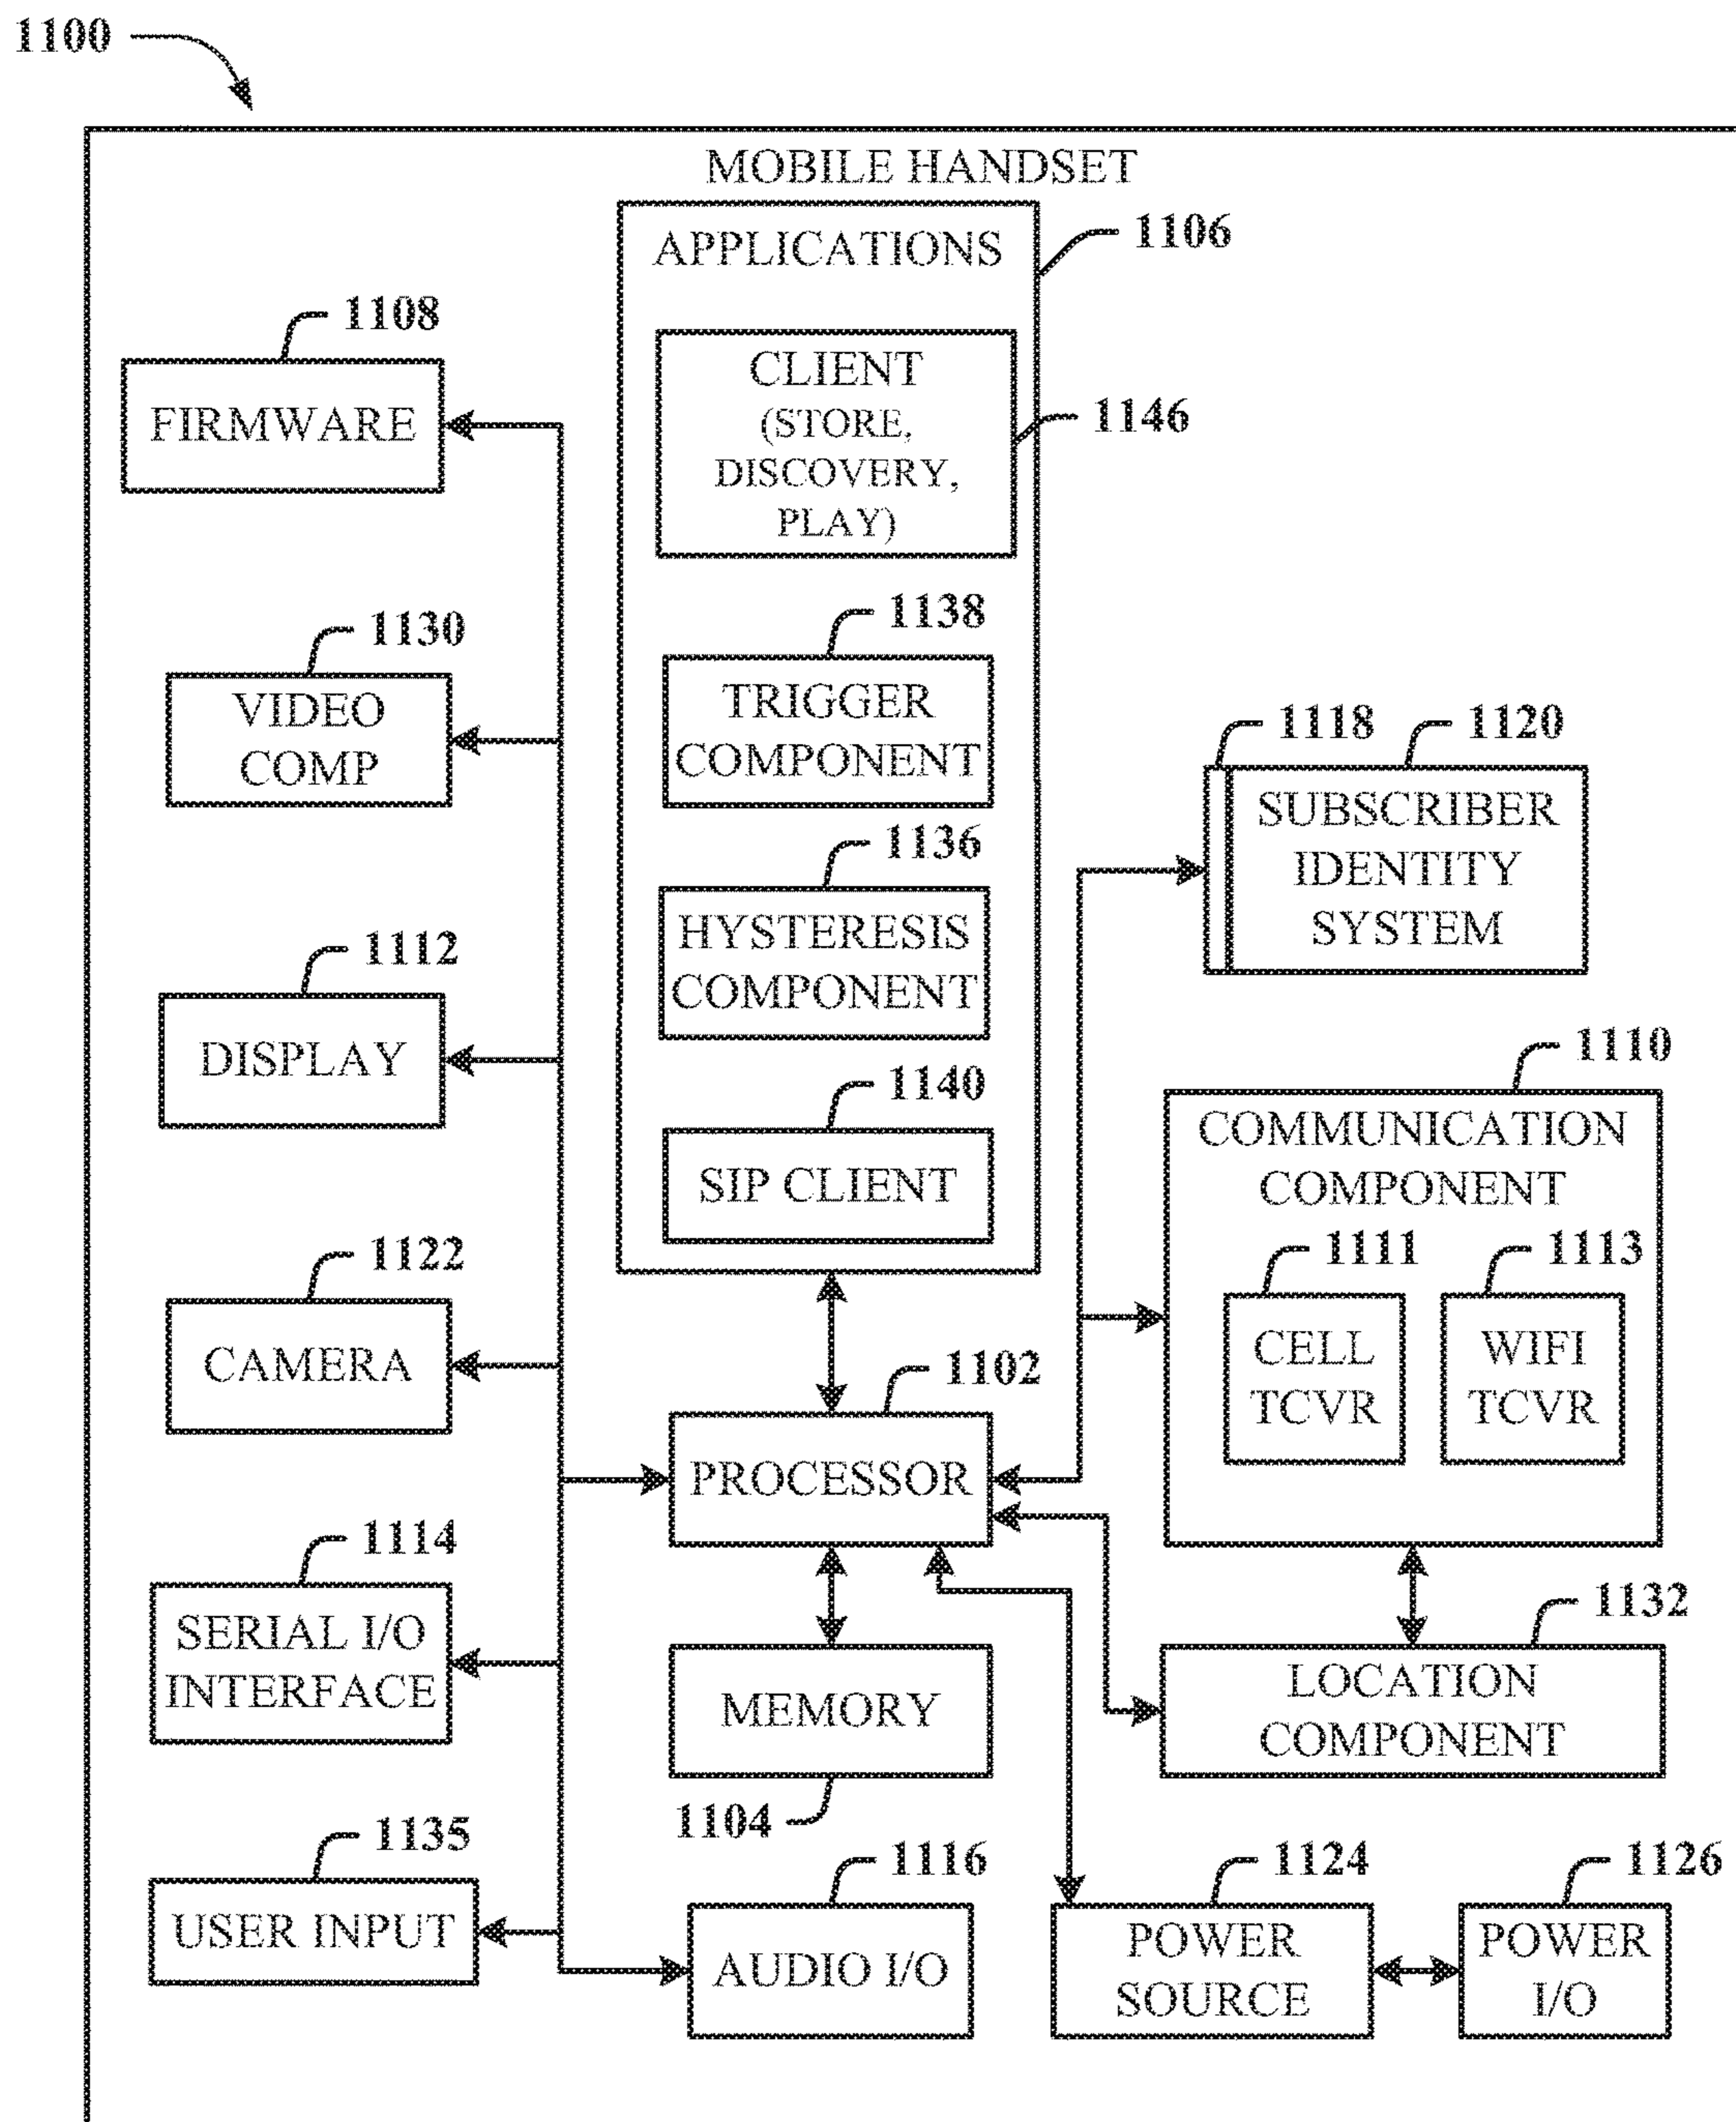 1100
MOBILE HANDSET
APPLICATIONS
1106
CLIENT
(STORE,
DISCOVERY,
PLAY)
1146
1138
TRIGGER
COMPONENT
1136
HYSTERESIS
COMPONENT
1140
SIP CLIENT
1108
FIRMWARE
1130
VIDEO
COMP
1112
DISPLAY
1122
CAMERA
1114
SERIAL I/O
INTERFACE
1135
USER INPUT
1102
PROCESSOR
MEMORY
1104
1116
AUDIO I/O
1118
1120
SUBSCRIBER
IDENTITY
SYSTEM
1110
COMMUNICATION
COMPONENT
1111
CELL
TCVR
1113
WIFI
TCVR
1132
LOCATION
COMPONENT
1124
POWER
SOURCE
1126
POWER
I/O